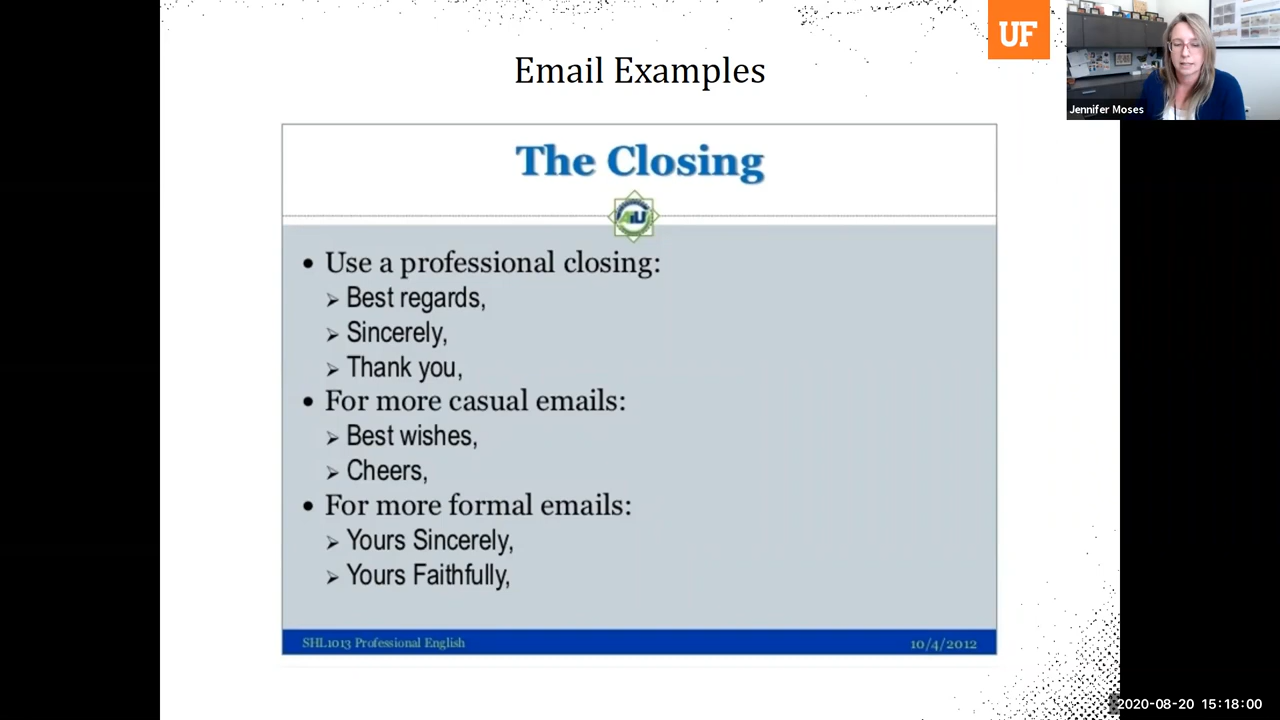 UF
Email Examples
Jennifer Moses
The Closing
AiU
• Use a professional closing:
➢ Best regards,
➢ Sincerely,
➢ Thank you,
• For more casual emails:
➢ Best wishes,
➢ Cheers,
• For more formal emails:
➢ Yours Sincerely,
➢ Yours Faithfully,
SHL1013 Professional English
10/4/2012
2020-08-20 15:18:00